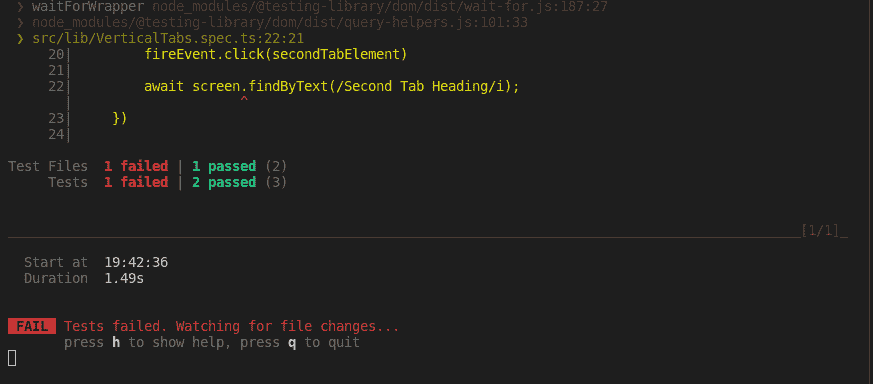 ❯ waitForWrapper node_modules/@testing-library/dom/dist/wait-for.js:187:27
❯ node_modules/@testing-library/dom/dist/query-helpers.js:101:33
❯ src/lib/VerticalTabs.spec.ts:22:21
20| fireEvent.click(secondTabElement)
21|
22| await screen.findByText(/Second Tab Heading/i);
| ^
23| })
24|
Test Files 1 failed | 1 passed (2)
Tests 1 failed | 2 passed (3)
[1/1]
Start at 19:42:36
Duration 1.49s
FAIL Tests failed. Watching for file changes...
press h to show help, press q to quit